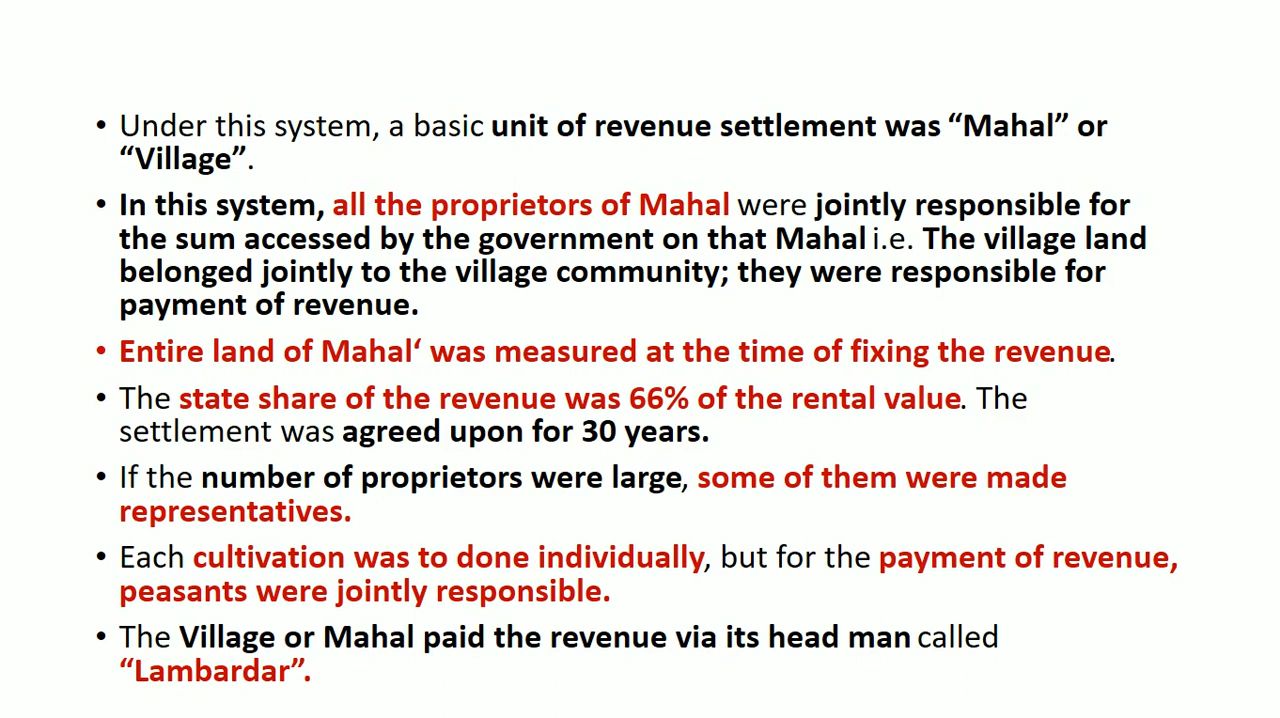 • Under this system, a basic unit of revenue settlement was “Mahal” or
“Village”.
• In this system, all the proprietors of Mahal were jointly responsible for
the sum accessed by the government on that Mahal i.e. The village land
belonged jointly to the village community; they were responsible for
payment of revenue.
• Entire land of Mahal‘ was measured at the time of fixing the revenue.
• The state share of the revenue was 66% of the rental value. The
settlement was agreed upon for 30 years.
• If the number of proprietors were large, some of them were made
representatives.
• Each cultivation was to done individually, but for the payment of revenue,
peasants were jointly responsible.
• The Village or Mahal paid the revenue via its head man called
“Lambardar”.